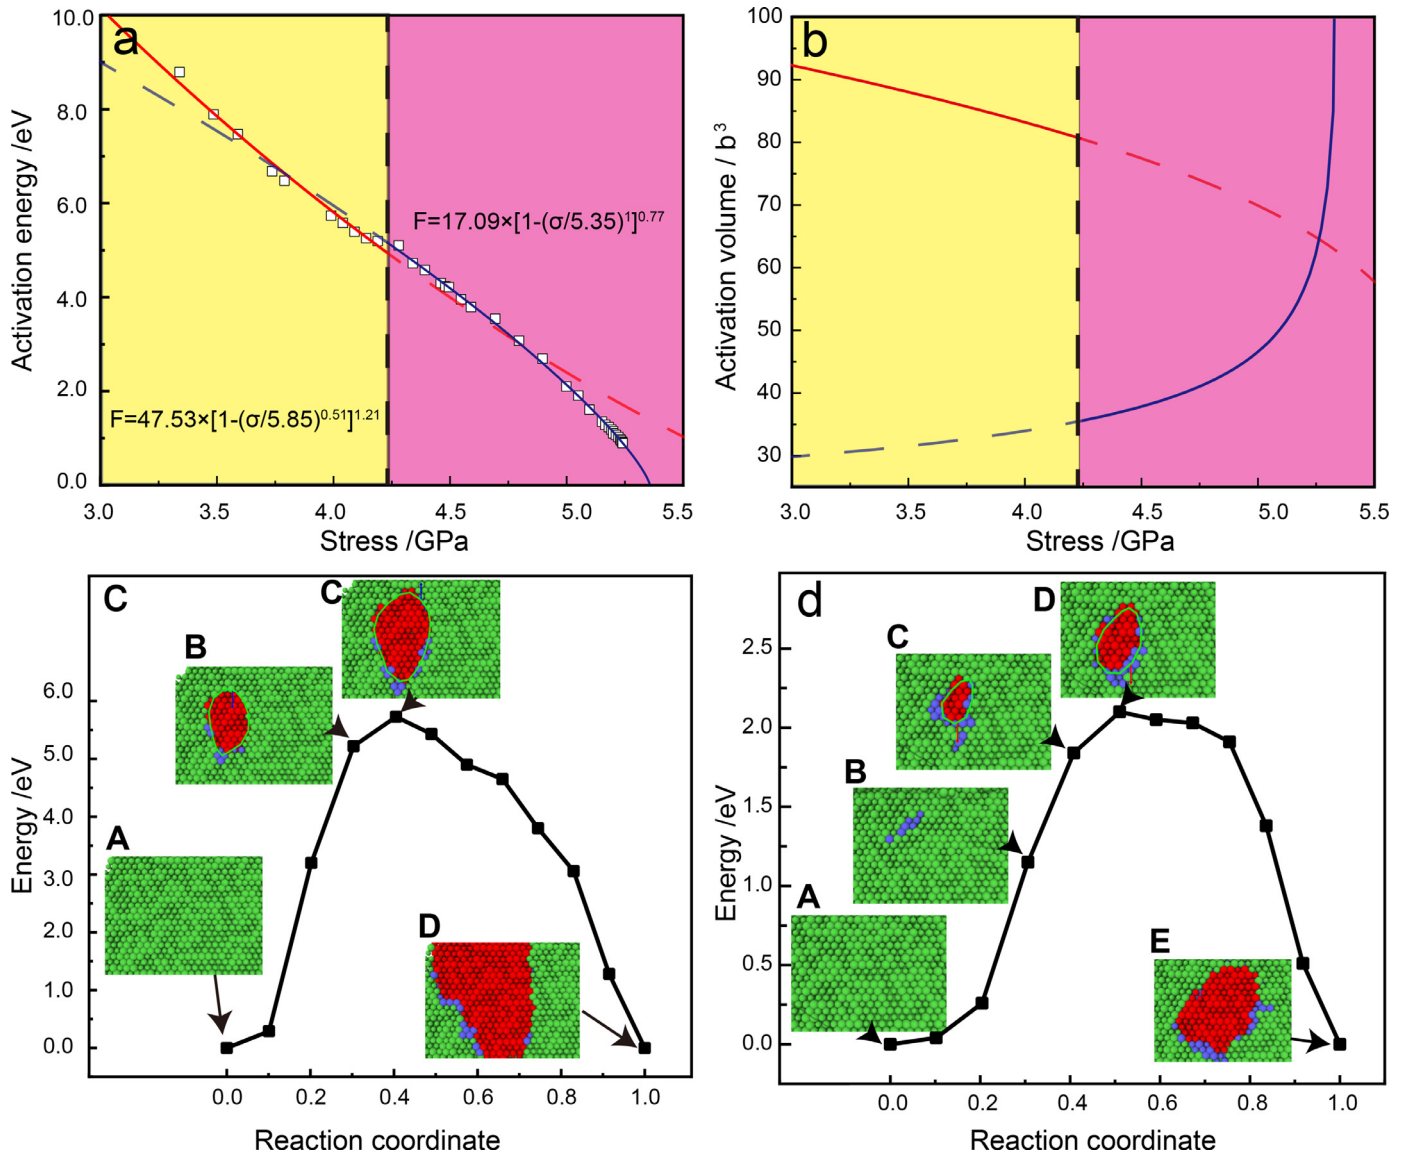 a
10.0
8.0
6.0
4.0
2.0
0.0
Activation energy /eV
F=17.09×[1-(σ/5.35)¹]⁰·⁷⁷
F=47.53×[1-(σ/5.85)⁰·⁵¹]¹·²¹
3.0 3.5 4.0 4.5 5.0 5.5
Stress /GPa
b
100
90
80
70
60
50
40
30
Activation volume / b³
3.0 3.5 4.0 4.5 5.0 5.5
Stress /GPa
C
C
B
A
D
6.0
5.0
4.0
3.0
2.0
1.0
0.0
Energy /eV
0.0 0.2 0.4 0.6 0.8 1.0
Reaction coordinate
d
D
C
B
A
E
2.5
2.0
1.5
1.0
0.5
0.0
Energy /eV
0.0 0.2 0.4 0.6 0.8 1.0
Reaction coordinate